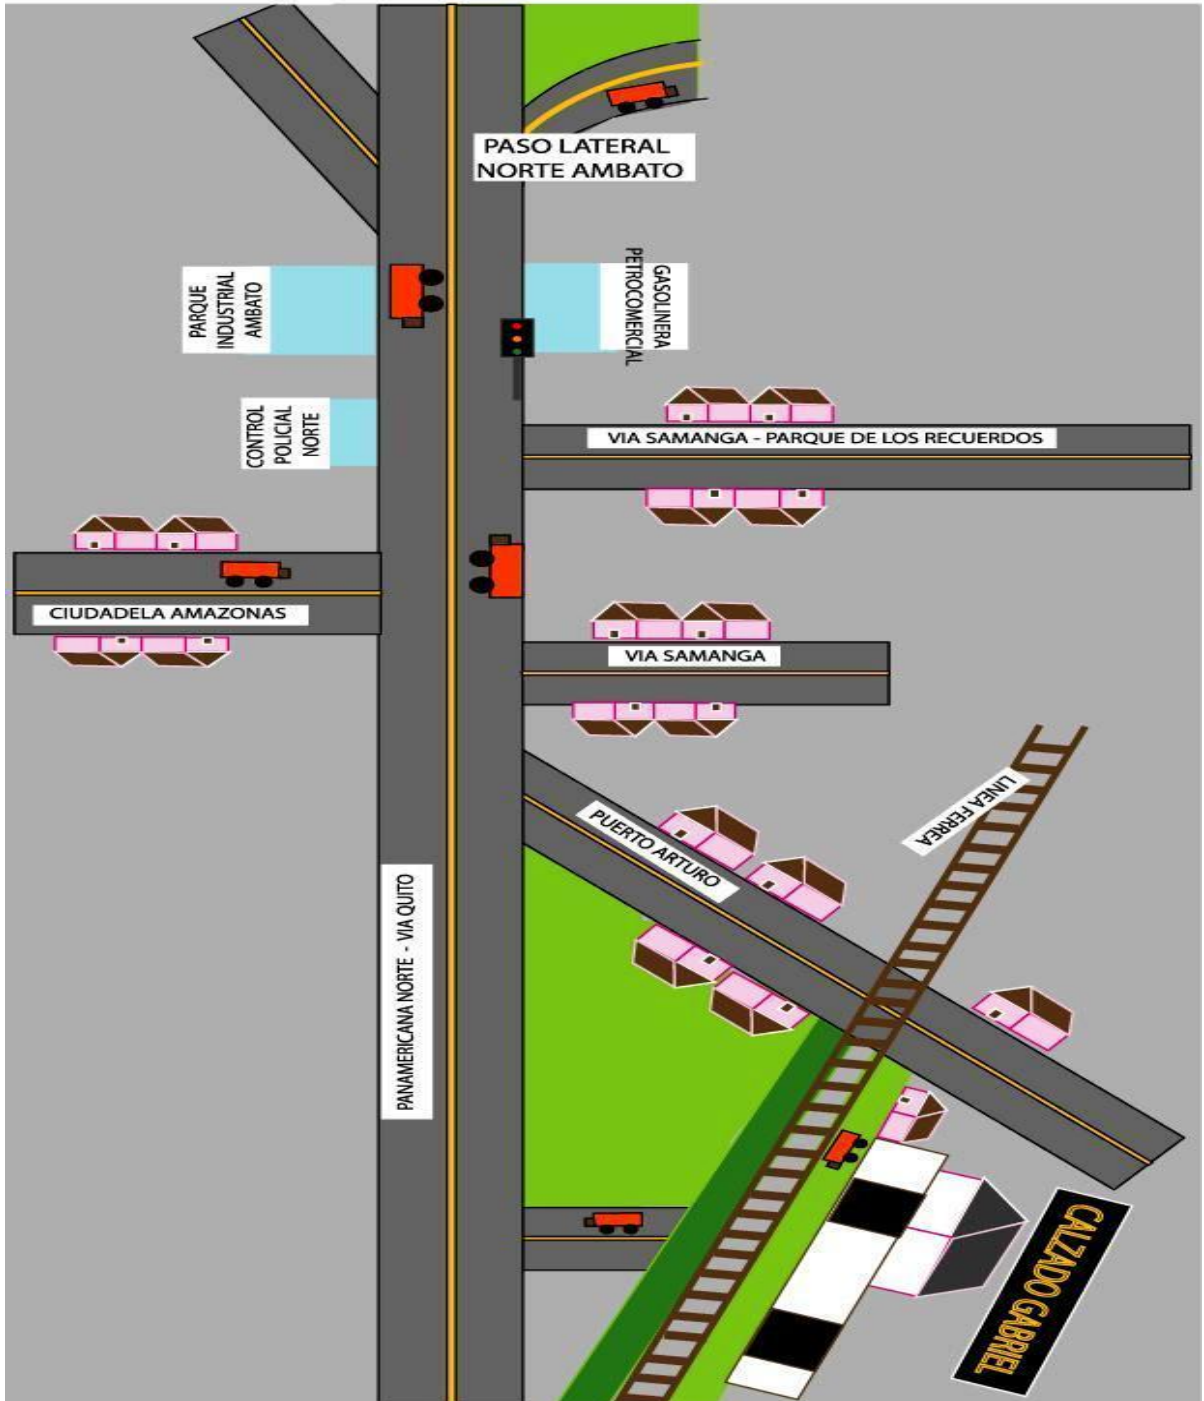 PASO LATERAL
NORTE AMBATO
PARQUE
INDUSTRIAL
AMBATO
GASOLINERA
PETROCOMERCIAL
CONTROL
POLICIAL
NORTE
VIA SAMANGA - PARQUE DE LOS RECUERDOS
CIUDADELA AMAZONAS
VIA SAMANGA
LINEA FERREA
PUERTO ARTURO
PANAMERICANA NORTE - VIA QUITO
CALZADO GABRIEL